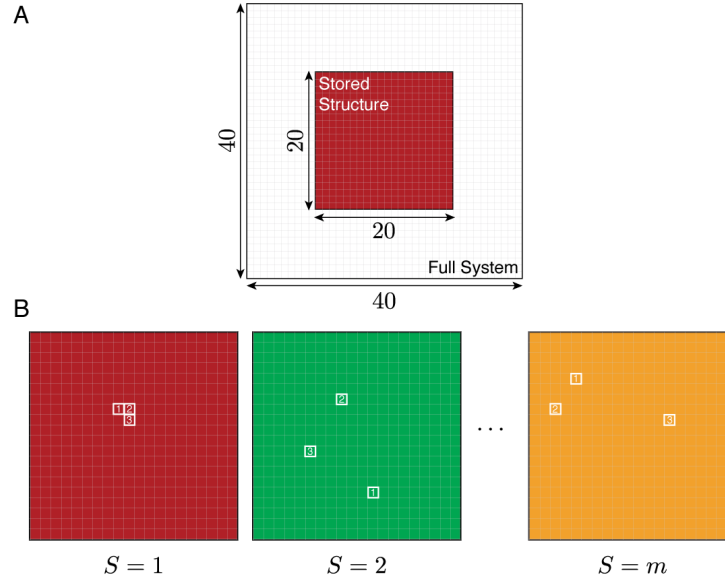 A
Stored
Structure
40
20
20
Full System
40
B
1 2
3
2
3
1
...
1
2
3
S = 1
S = 2
S = m